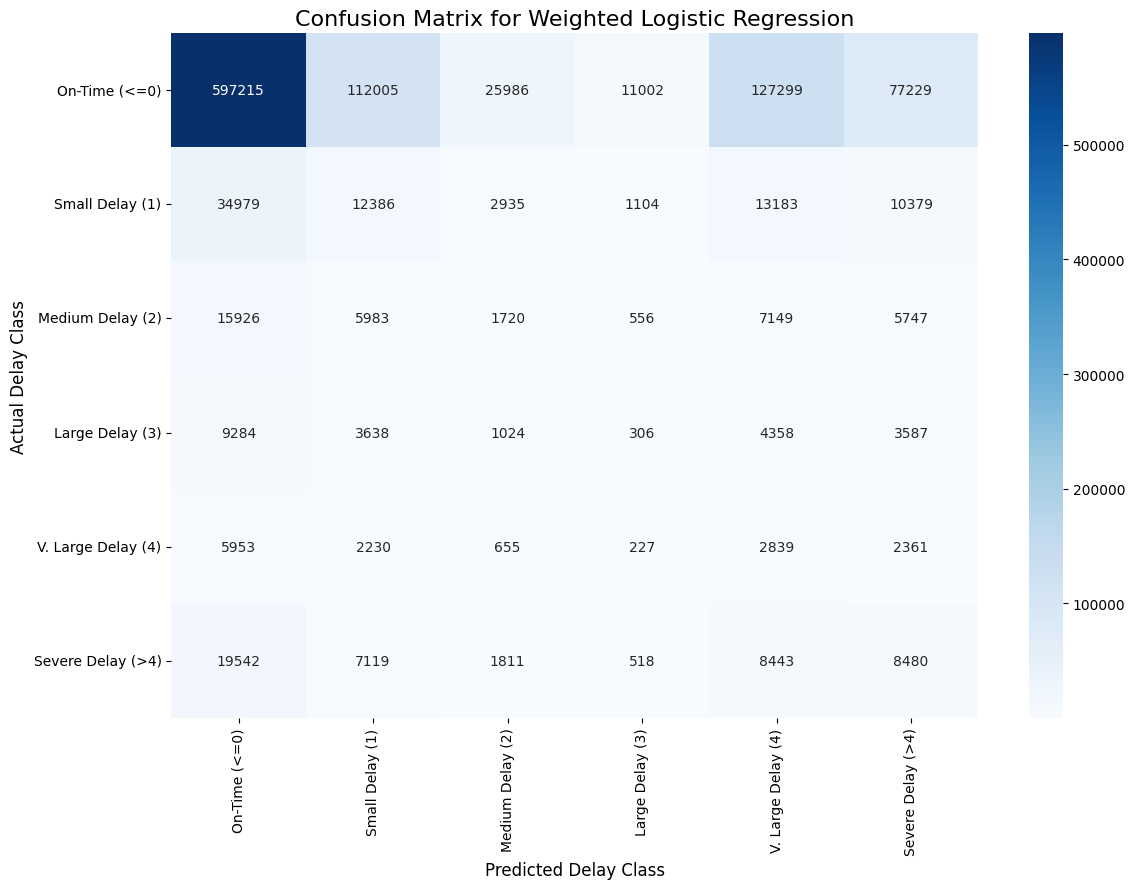 Confusion Matrix for Weighted Logistic Regression
Actual Delay Class
On-Time (<=0) 597215 112005 25986 11002 127299 77229
Small Delay (1) 34979 12386 2935 1104 13183 10379
Medium Delay (2) 15926 5983 1720 556 7149 5747
Large Delay (3) 9284 3638 1024 306 4358 3587
V. Large Delay (4) 5953 2230 655 227 2839 2361
Severe Delay (>4) 19542 7119 1811 518 8443 8480
On-Time (<=0)
Small Delay (1)
Medium Delay (2)
Large Delay (3)
V. Large Delay (4)
Severe Delay (>4)
Predicted Delay Class
500000
400000
300000
200000
100000